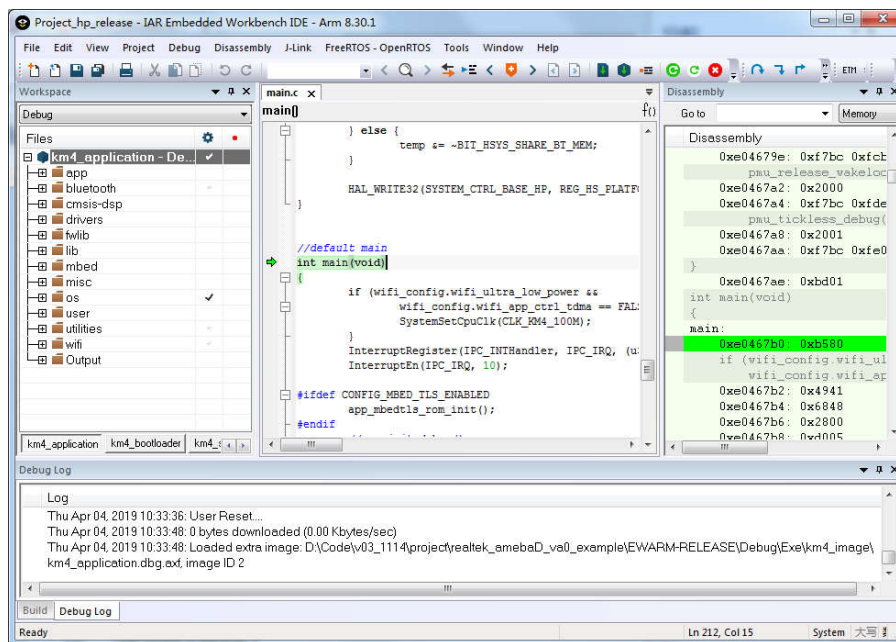 Project_hp_release - IAR Embedded Workbench IDE - Arm 8.30.1
File Edit View Project Debug Disassembly J-Link FreeRTOS - OpenRTOS Tools Window Help
ETM
Workspace
Debug
Files
km4_application - De...
app
bluetooth
cmsis-dsp
drivers
fwlib
lib
mbed
misc
os
user
utilities
wifi
Output
km4_application km4_bootloader
main.c
main()
f()
} else {
temp &= ~BIT_HSYS_SHARE_BT_MEM;
}
HAL_WRITE32(SYSTEM_CTRL_BASE_HP, REG_HS_PLATF
}
//default main
int main(void)
{
if (wifi_config.wifi_ultra_low_power &&
wifi_config.wifi_app_ctrl_tdma == FAL
SystemSetCpuClk(CLK_KM4_100M);
}
InterruptRegister(IPC_INTHandler, IPC_IRQ, (u
InterruptEn(IPC_IRQ, 10);
#ifdef CONFIG_MBED_TLS_ENABLED
app_mbedtls_rom_init();
#endif
Disassembly
Go to Memory
Disassembly
0xe04679e: 0xf7bc 0xfcb
pmu_release_wakeloc
0xe0467a2: 0x2000
0xe0467a4: 0xf7bc 0xfde
pmu_tickless_debug(
0xe0467a8: 0x2001
0xe0467aa: 0xf7bc 0xfe0
}
0xe0467ae: 0xbd01
int main(void)
{
main:
0xe0467b0: 0xb580
if (wifi_config.wifi_ul
wifi_config.wifi_ap
0xe0467b2: 0x4941
0xe0467b4: 0x6848
0xe0467b6: 0x2800
0xe0467b8: 0xd005
Debug Log
Log
Thu Apr 04, 2019 10:33:36: User Reset....
Thu Apr 04, 2019 10:33:48: 0 bytes downloaded (0.00 Kbytes/sec)
Thu Apr 04, 2019 10:33:48: Loaded extra image: D:\Code\v03_1114\project\realtek_amebaD_va0_example\EWARM-RELEASE\Debug\Exe\km4_image\
km4_application.dbg.axf, image ID 2
Build Debug Log
Ready Ln 212, Col 15 System 大写